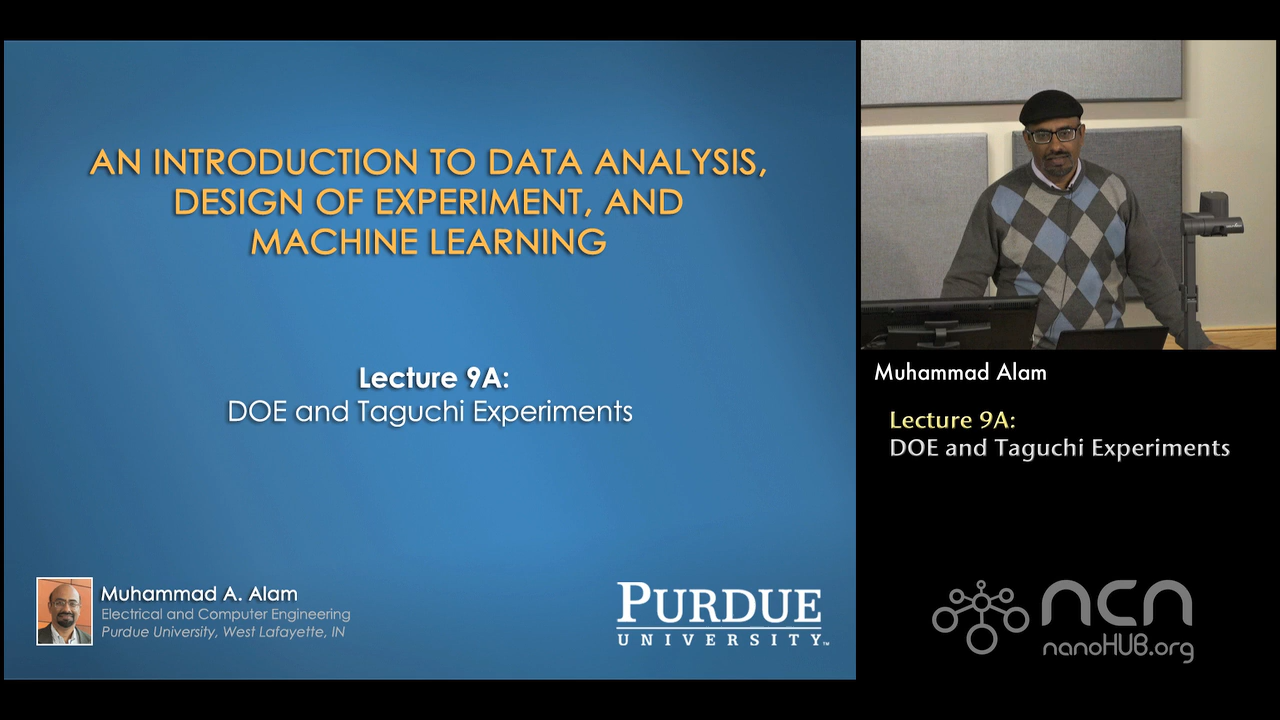 AN INTRODUCTION TO DATA ANALYSIS,
DESIGN OF EXPERIMENT, AND
MACHINE LEARNING
Lecture 9A:
DOE and Taguchi Experiments
Muhammad A. Alam
Electrical and Computer Engineering
Purdue University, West Lafayette, IN
PURDUE
UNIVERSITY™
Muhammad Alam
Lecture 9A:
DOE and Taguchi Experiments
ncn
nanoHUB.org